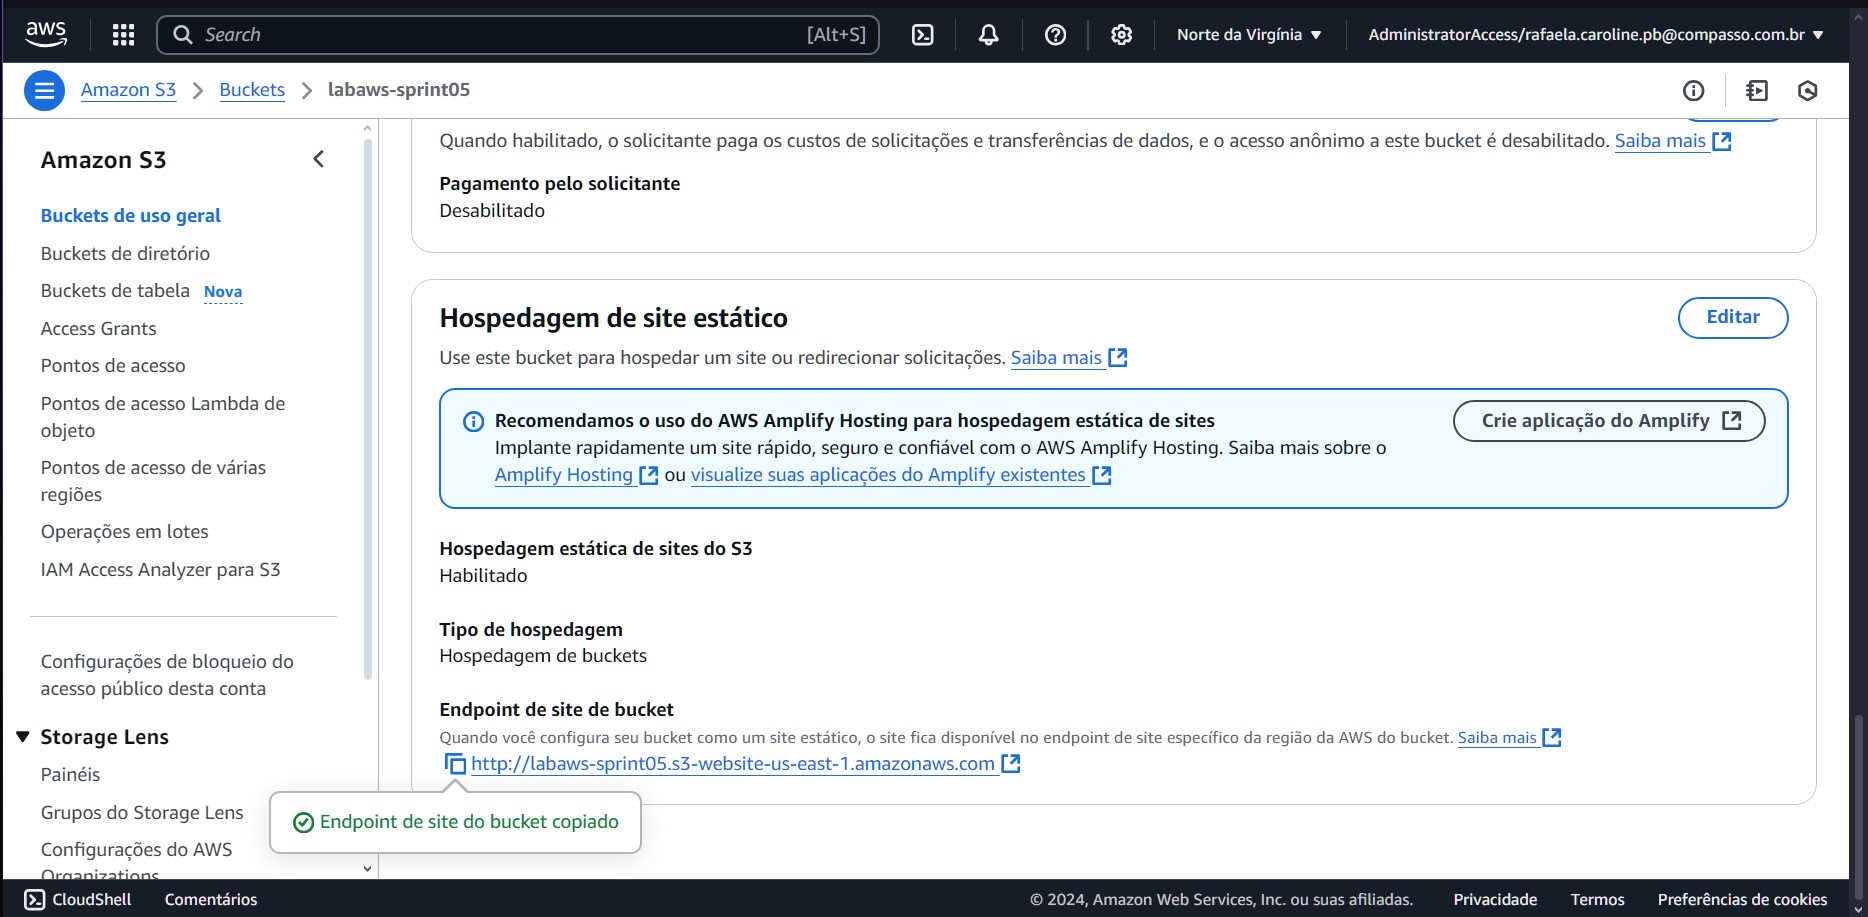 aws
Search [Alt+S]
Norte da Virgínia
AdministratorAccess/rafaela.caroline.pb@compasso.com.br
Amazon S3
Buckets
labaws-sprint05
Amazon S3
Buckets de uso geral
Buckets de diretório
Buckets de tabela Nova
Access Grants
Pontos de acesso
Pontos de acesso Lambda de
objeto
Pontos de acesso de várias
regiões
Operações em lotes
IAM Access Analyzer para S3
Configurações de bloqueio do
acesso público desta conta
Storage Lens
Painéis
Grupos do Storage Lens
Configurações do AWS
Organizations
Quando habilitado, o solicitante paga os custos de solicitações e transferências de dados, e o acesso anônimo a este bucket é desabilitado. Saiba mais
Pagamento pelo solicitante
Desabilitado
Hospedagem de site estático
Editar
Use este bucket para hospedar um site ou redirecionar solicitações. Saiba mais
Recomendamos o uso do AWS Amplify Hosting para hospedagem estática de sites
Implante rapidamente um site rápido, seguro e confiável com o AWS Amplify Hosting. Saiba mais sobre o
Amplify Hosting ou visualize suas aplicações do Amplify existentes
Crie aplicação do Amplify
Hospedagem estática de sites do S3
Habilitado
Tipo de hospedagem
Hospedagem de buckets
Endpoint de site de bucket
Quando você configura seu bucket como um site estático, o site fica disponível no endpoint de site específico da região da AWS do bucket. Saiba mais
http://labaws-sprint05.s3-website-us-east-1.amazonaws.com
Endpoint de site do bucket copiado
CloudShell
Comentários
© 2024, Amazon Web Services, Inc. ou suas afiliadas.
Privacidade
Termos
Preferências de cookies